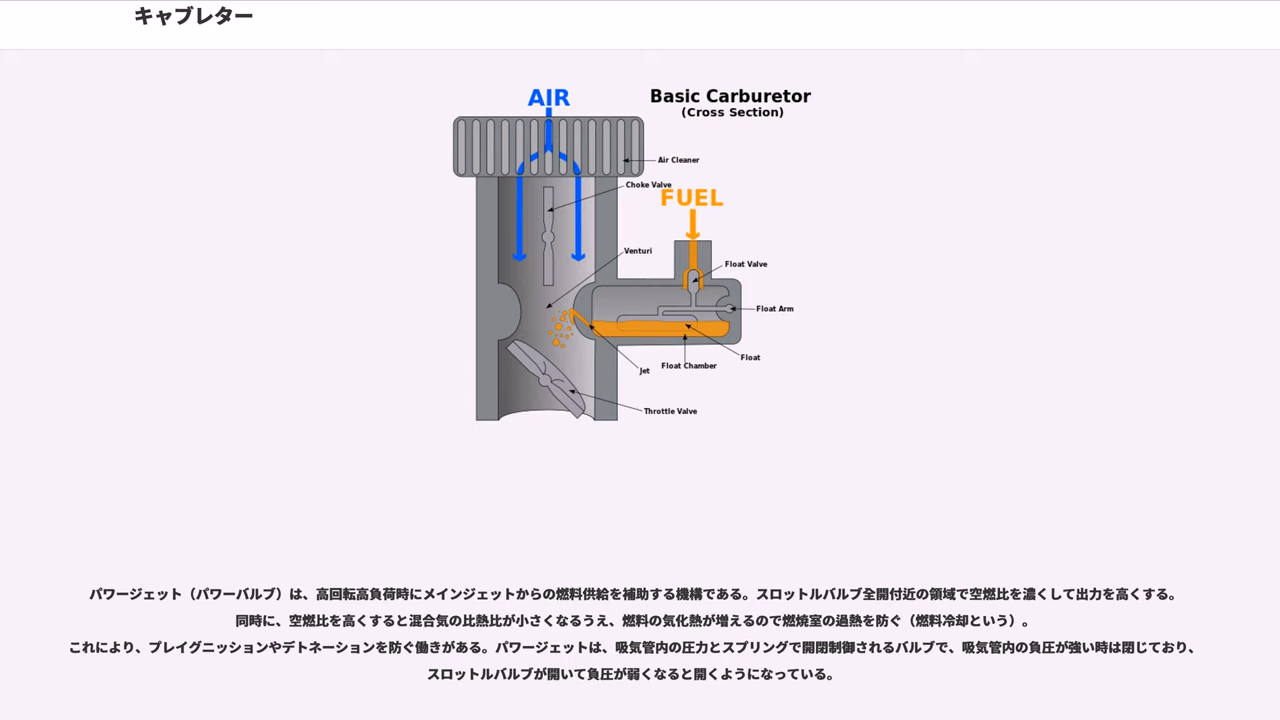 キャブレター
AIR
Basic Carburetor
(Cross Section)
Air Cleaner
Choke Valve
FUEL
Venturi
Float Valve
Float Arm
Float
Float Chamber
Jet
Throttle Valve
パワージェット（パワーバルブ）は、高回転高負荷時にメインジェットからの燃料供給を補助する機構である。スロットルバルブ全開付近の領域で空燃比を濃くして出力を高くする。
同時に、空燃比を高くすると混合気の比熱比が小さくなるうえ、燃料の気化熱が増えるので燃焼室の過熱を防ぐ（燃料冷却という）。
これにより、プレイグニッションやデトネーションを防ぐ働きがある。パワージェットは、吸気管内の圧力とスプリングで開閉制御されるバルブで、吸気管内の負圧が強い時は閉じており、
スロットルバルブが開いて負圧が弱くなると開くようになっている。